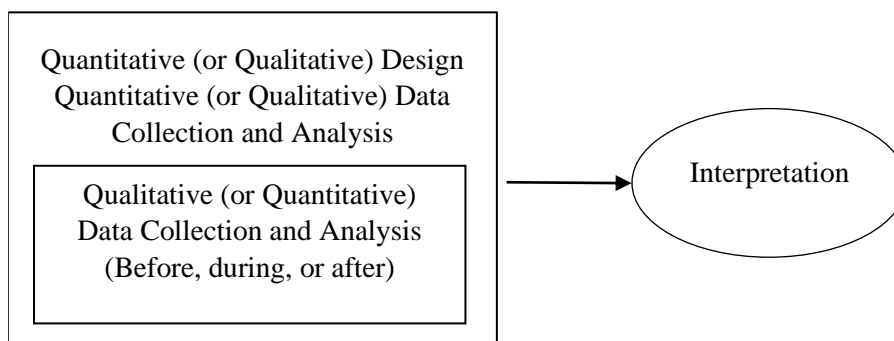 Quantitative (or Qualitative) Design
Quantitative (or Qualitative) Data
Collection and Analysis
Qualitative (or Quantitative)
Data Collection and Analysis
(Before, during, or after)
Interpretation